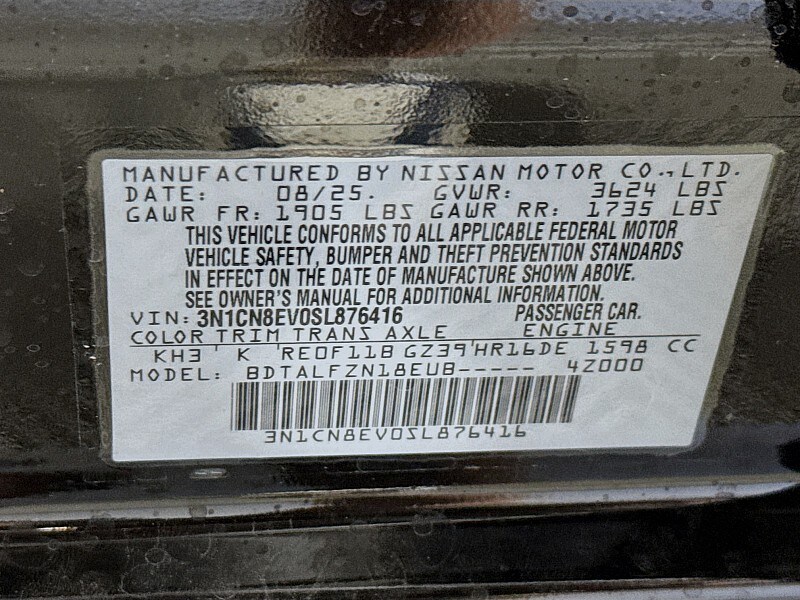 MANUFACTURED BY NISSAN MOTOR CO.,LTD.
DATE: 08/25. GVWR: 3624 LBS
GAWR FR: 1905 LBS GAWR RR: 1735 LBS
THIS VEHICLE CONFORMS TO ALL APPLICABLE FEDERAL MOTOR
VEHICLE SAFETY, BUMPER AND THEFT PREVENTION STANDARDS
IN EFFECT ON THE DATE OF MANUFACTURE SHOWN ABOVE.
SEE OWNER'S MANUAL FOR ADDITIONAL INFORMATION.
VIN: 3N1CN8EV0SL876416 PASSENGER CAR.
COLOR TRIM TRANS AXLE ENGINE
KH3 K RE0F11B GZ39 HR16DE 1598 CC
MODEL: BDTALFZN18EUB----- 4Z000
3N1CN8EV0SL876416